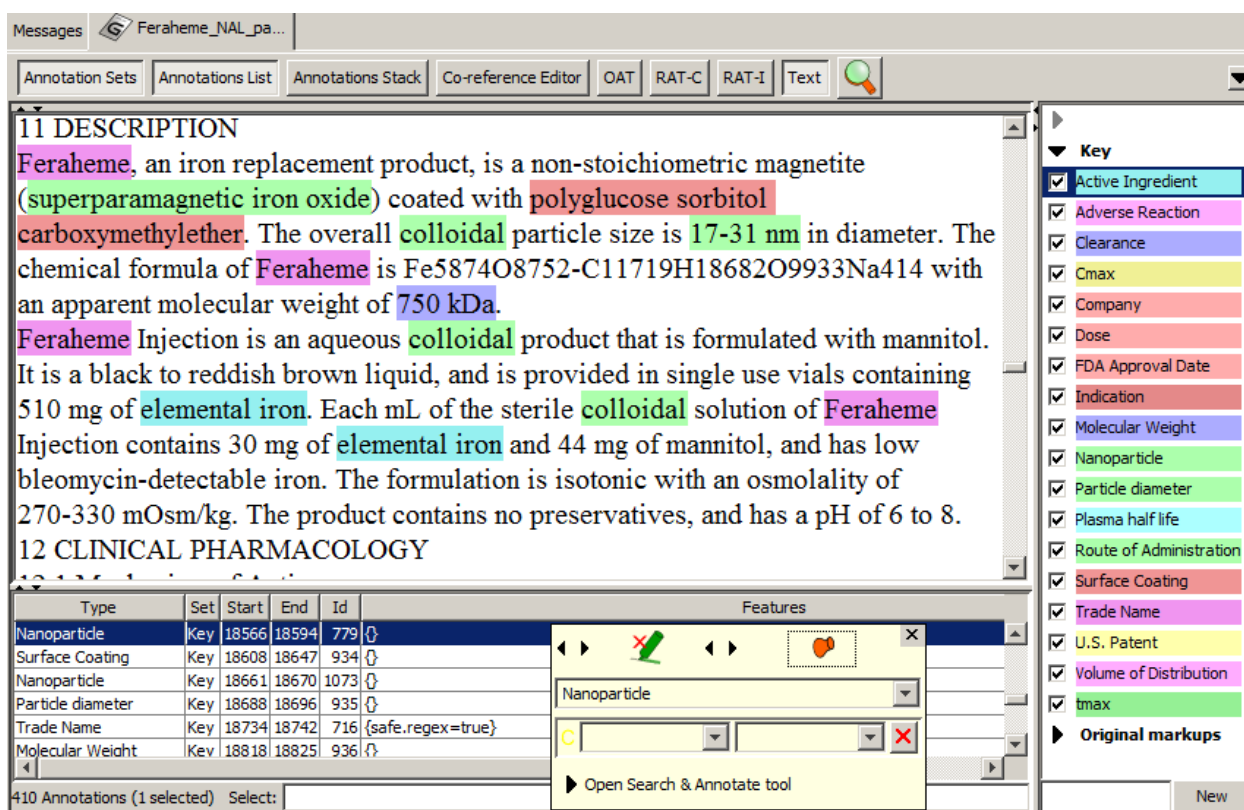 Messages Feraheme_NAL_pa...
Annotation Sets Annotations List Annotations Stack Co-reference Editor OAT RAT-C RAT-I Text
11 DESCRIPTION
Feraheme, an iron replacement product, is a non-stoichiometric magnetite
(superparamagnetic iron oxide) coated with polyglucose sorbitol
carboxymethylether. The overall colloidal particle size is 17-31 nm in diameter. The
chemical formula of Feraheme is Fe5874O8752-C11719H18682O9933Na414 with
an apparent molecular weight of 750 kDa.
Feraheme Injection is an aqueous colloidal product that is formulated with mannitol.
It is a black to reddish brown liquid, and is provided in single use vials containing
510 mg of elemental iron. Each mL of the sterile colloidal solution of Feraheme
Injection contains 30 mg of elemental iron and 44 mg of mannitol, and has low
bleomycin-detectable iron. The formulation is isotonic with an osmolality of
270-330 mOsm/kg. The product contains no preservatives, and has a pH of 6 to 8.
12 CLINICAL PHARMACOLOGY
Key
Active Ingredient
Adverse Reaction
Clearance
Cmax
Company
Dose
FDA Approval Date
Indication
Molecular Weight
Nanoparticle
Particle diameter
Plasma half life
Route of Administration
Surface Coating
Trade Name
U.S. Patent
Volume of Distribution
tmax
Original markups
New
Type Set Start End Id Features
Nanoparticle Key 18566 18594 779 {}
Surface Coating Key 18608 18647 934 {}
Nanoparticle Key 18661 18670 1073 {}
Particle diameter Key 18688 18696 935 {}
Trade Name Key 18734 18742 716 {safe.regex=true}
Molecular Weight Key 18818 18825 936 {}
410 Annotations (1 selected) Select:
Nanoparticle
C
Open Search & Annotate tool